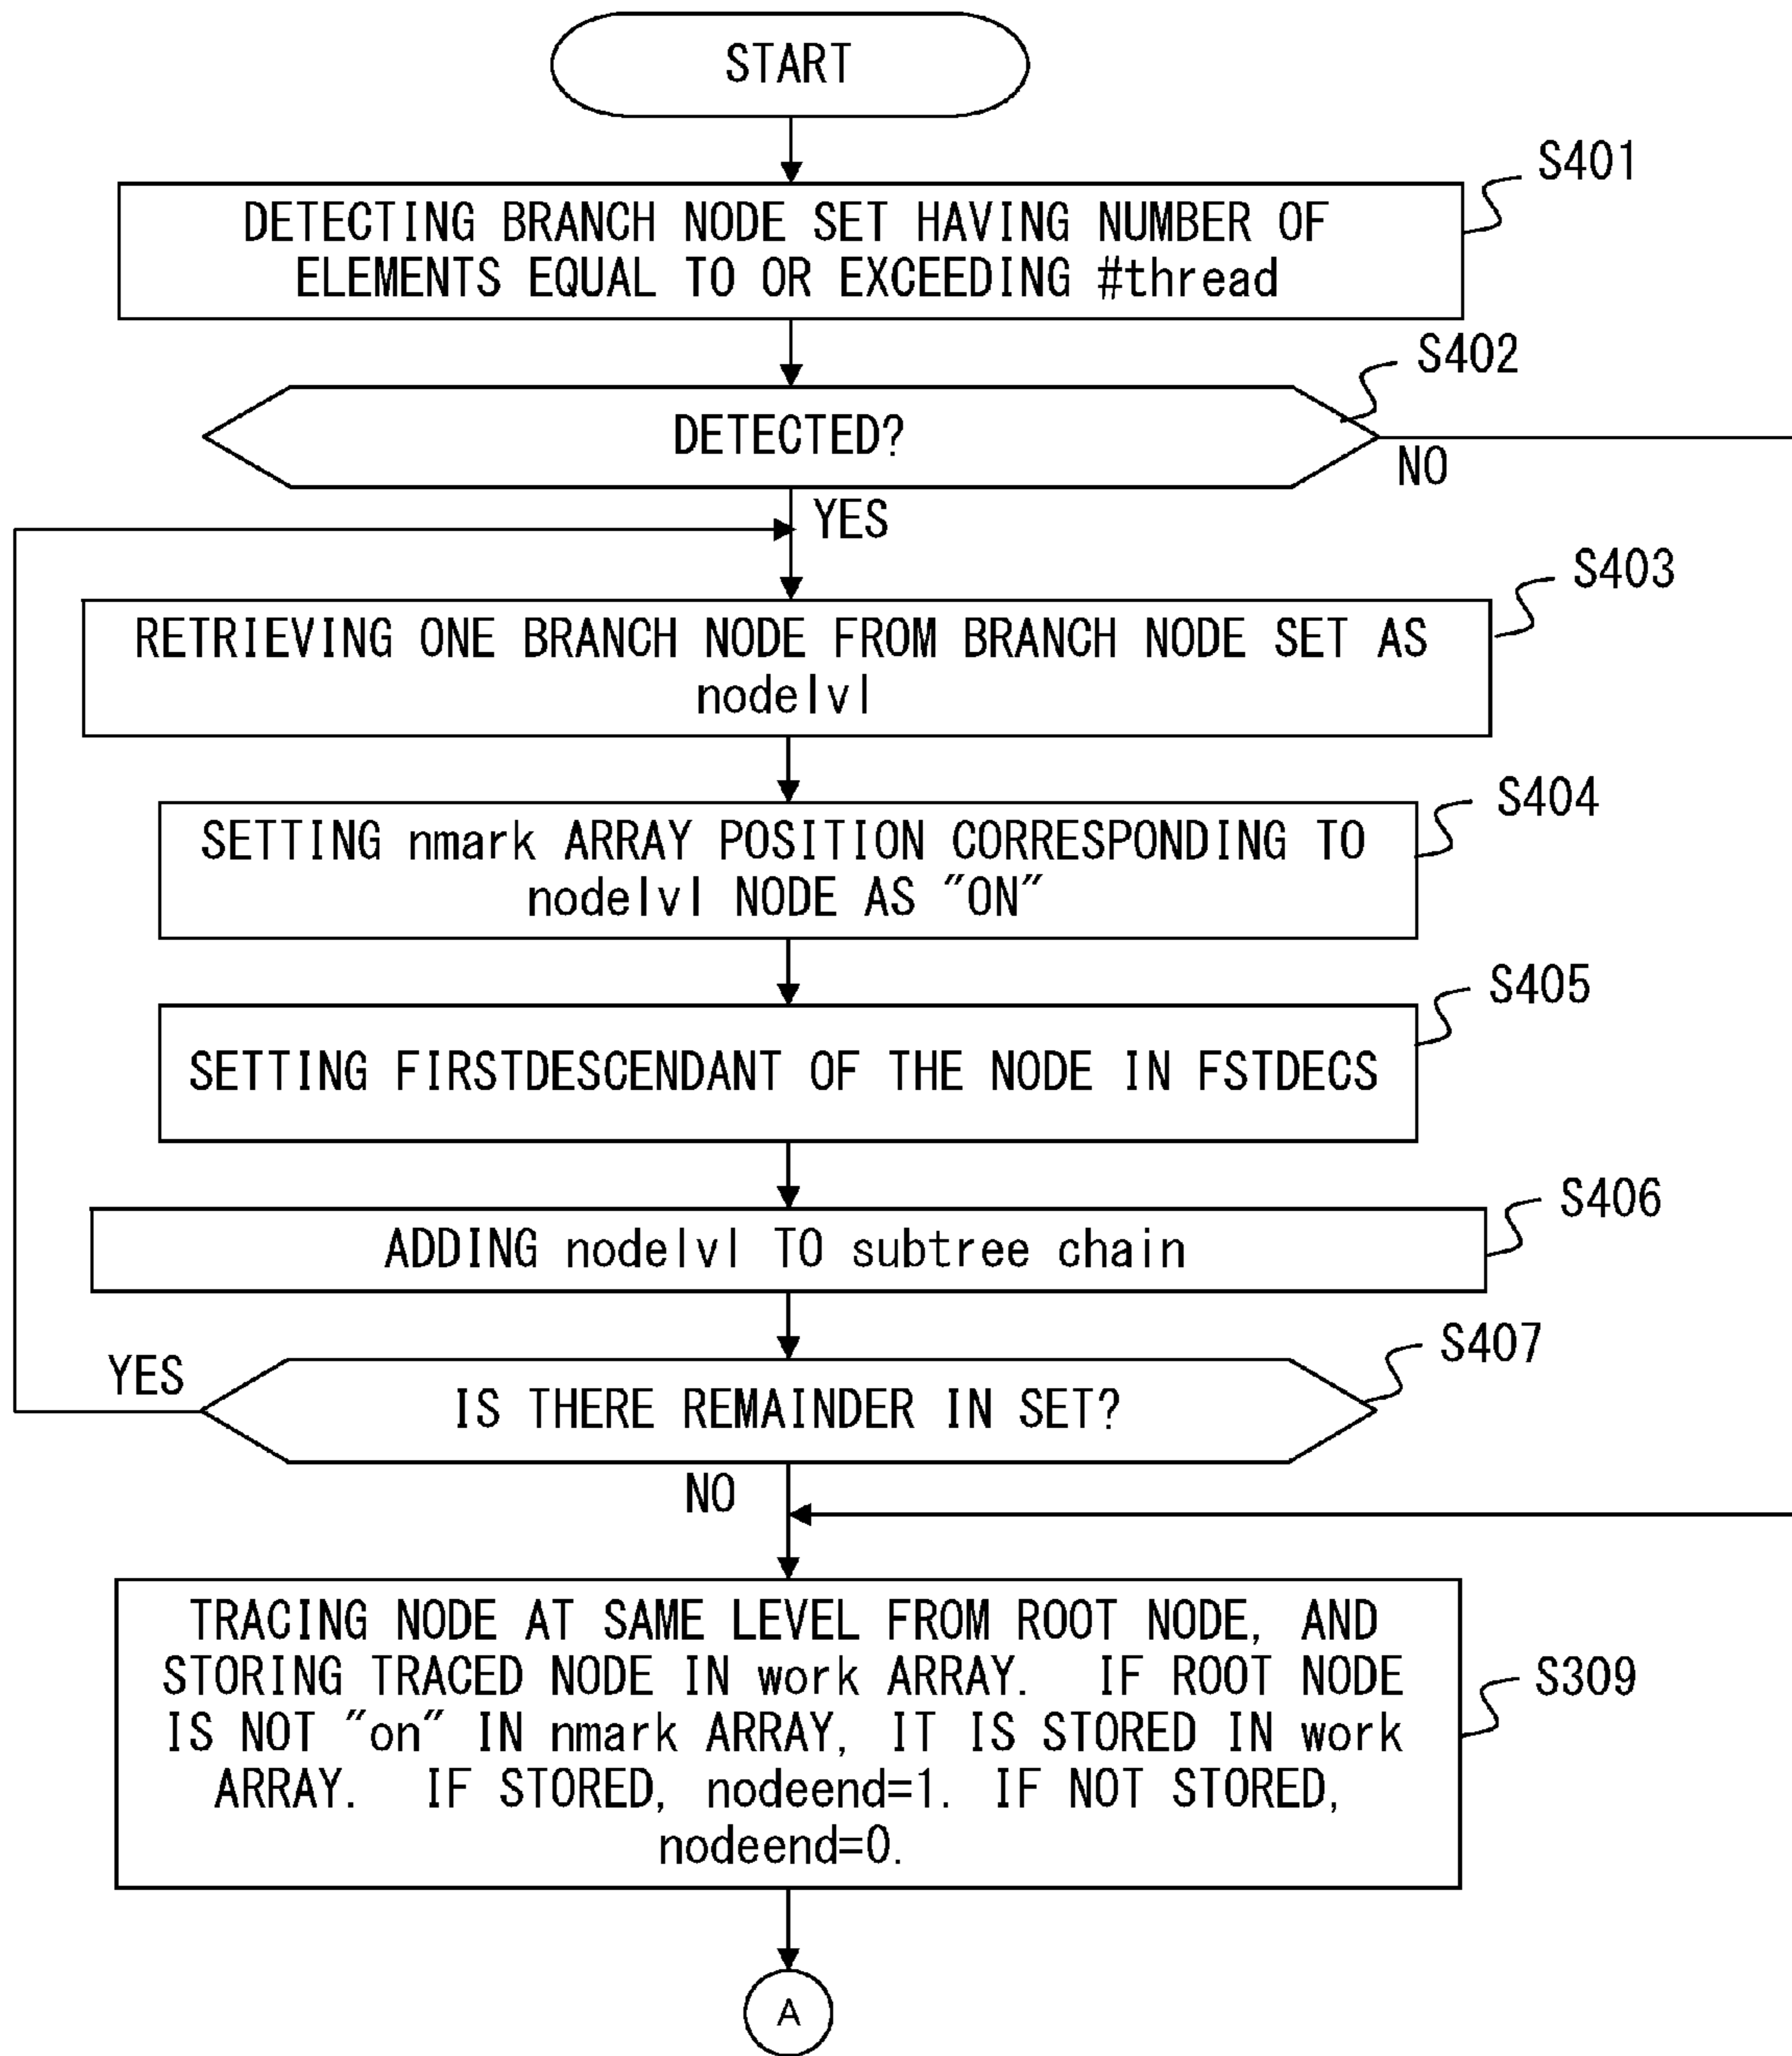 START
S401
DETECTING BRANCH NODE SET HAVING NUMBER OF
ELEMENTS EQUAL TO OR EXCEEDING #thread
S402
DETECTED?
NO
YES
S403
RETRIEVING ONE BRANCH NODE FROM BRANCH NODE SET AS
nodelvl
S404
SETTING nmark ARRAY POSITION CORRESPONDING TO
nodelvl NODE AS "ON"
S405
SETTING FIRSTDESCENDANT OF THE NODE IN FSTDECS
S406
ADDING nodelvl TO subtree chain
S407
YES
IS THERE REMAINDER IN SET?
NO
TRACING NODE AT SAME LEVEL FROM ROOT NODE, AND
STORING TRACED NODE IN work ARRAY. IF ROOT NODE
S309
IS NOT "on" IN nmark ARRAY, IT IS STORED IN work
ARRAY. IF STORED, nodeend=1. IF NOT STORED,
nodeend=0.
A